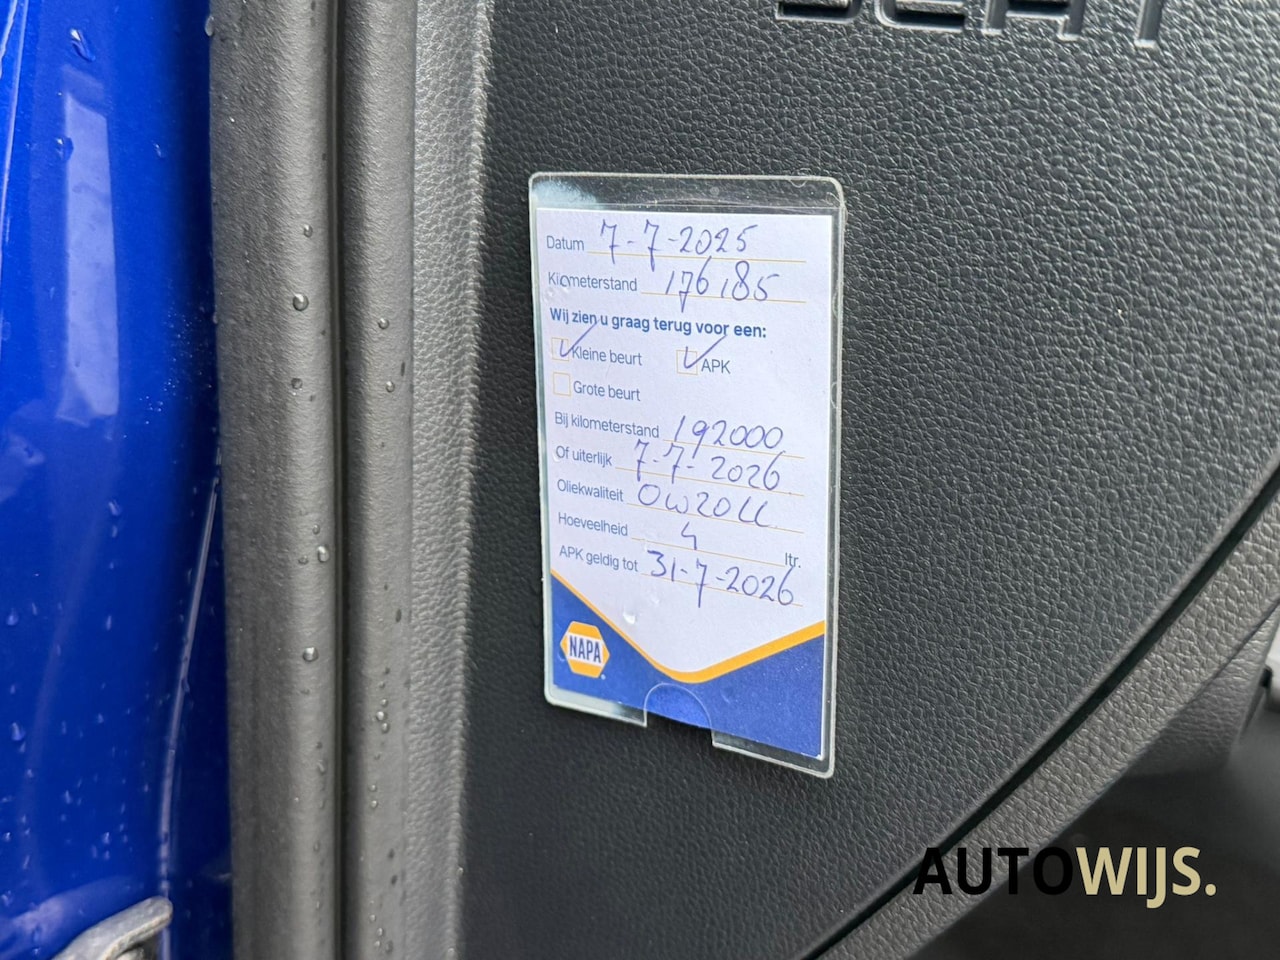 SEAT
Datum 7-7-2025
Kilometerstand 176185
Wij zien u graag terug voor een:
Kleine beurt APK
Grote beurt
Bij kilometerstand 192000
Of uiterlijk 7-7-2026
Oliekwaliteit 0W20LL
Hoeveelheid 4 ltr.
APK geldig tot 31-7-2026
NAPA
AUTOWIJS.